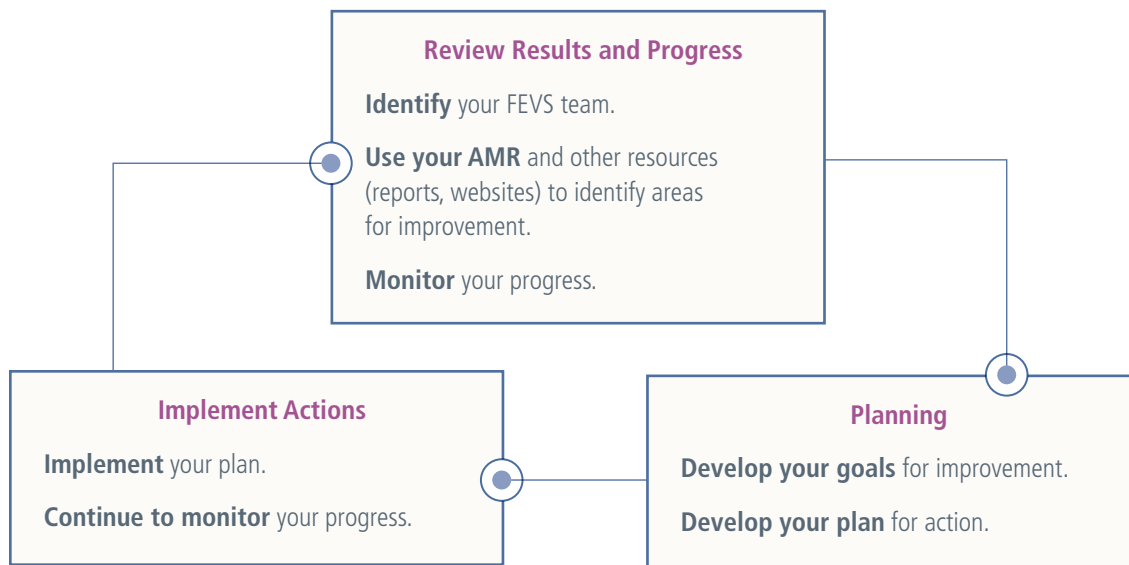 Review Results and Progress
Identify your FEVS team.
Use your AMR and other resources
(reports, websites) to identify areas
for improvement.
Monitor your progress.
Implement Actions
Implement your plan.
Continue to monitor your progress.
Planning
Develop your goals for improvement.
Develop your plan for action.